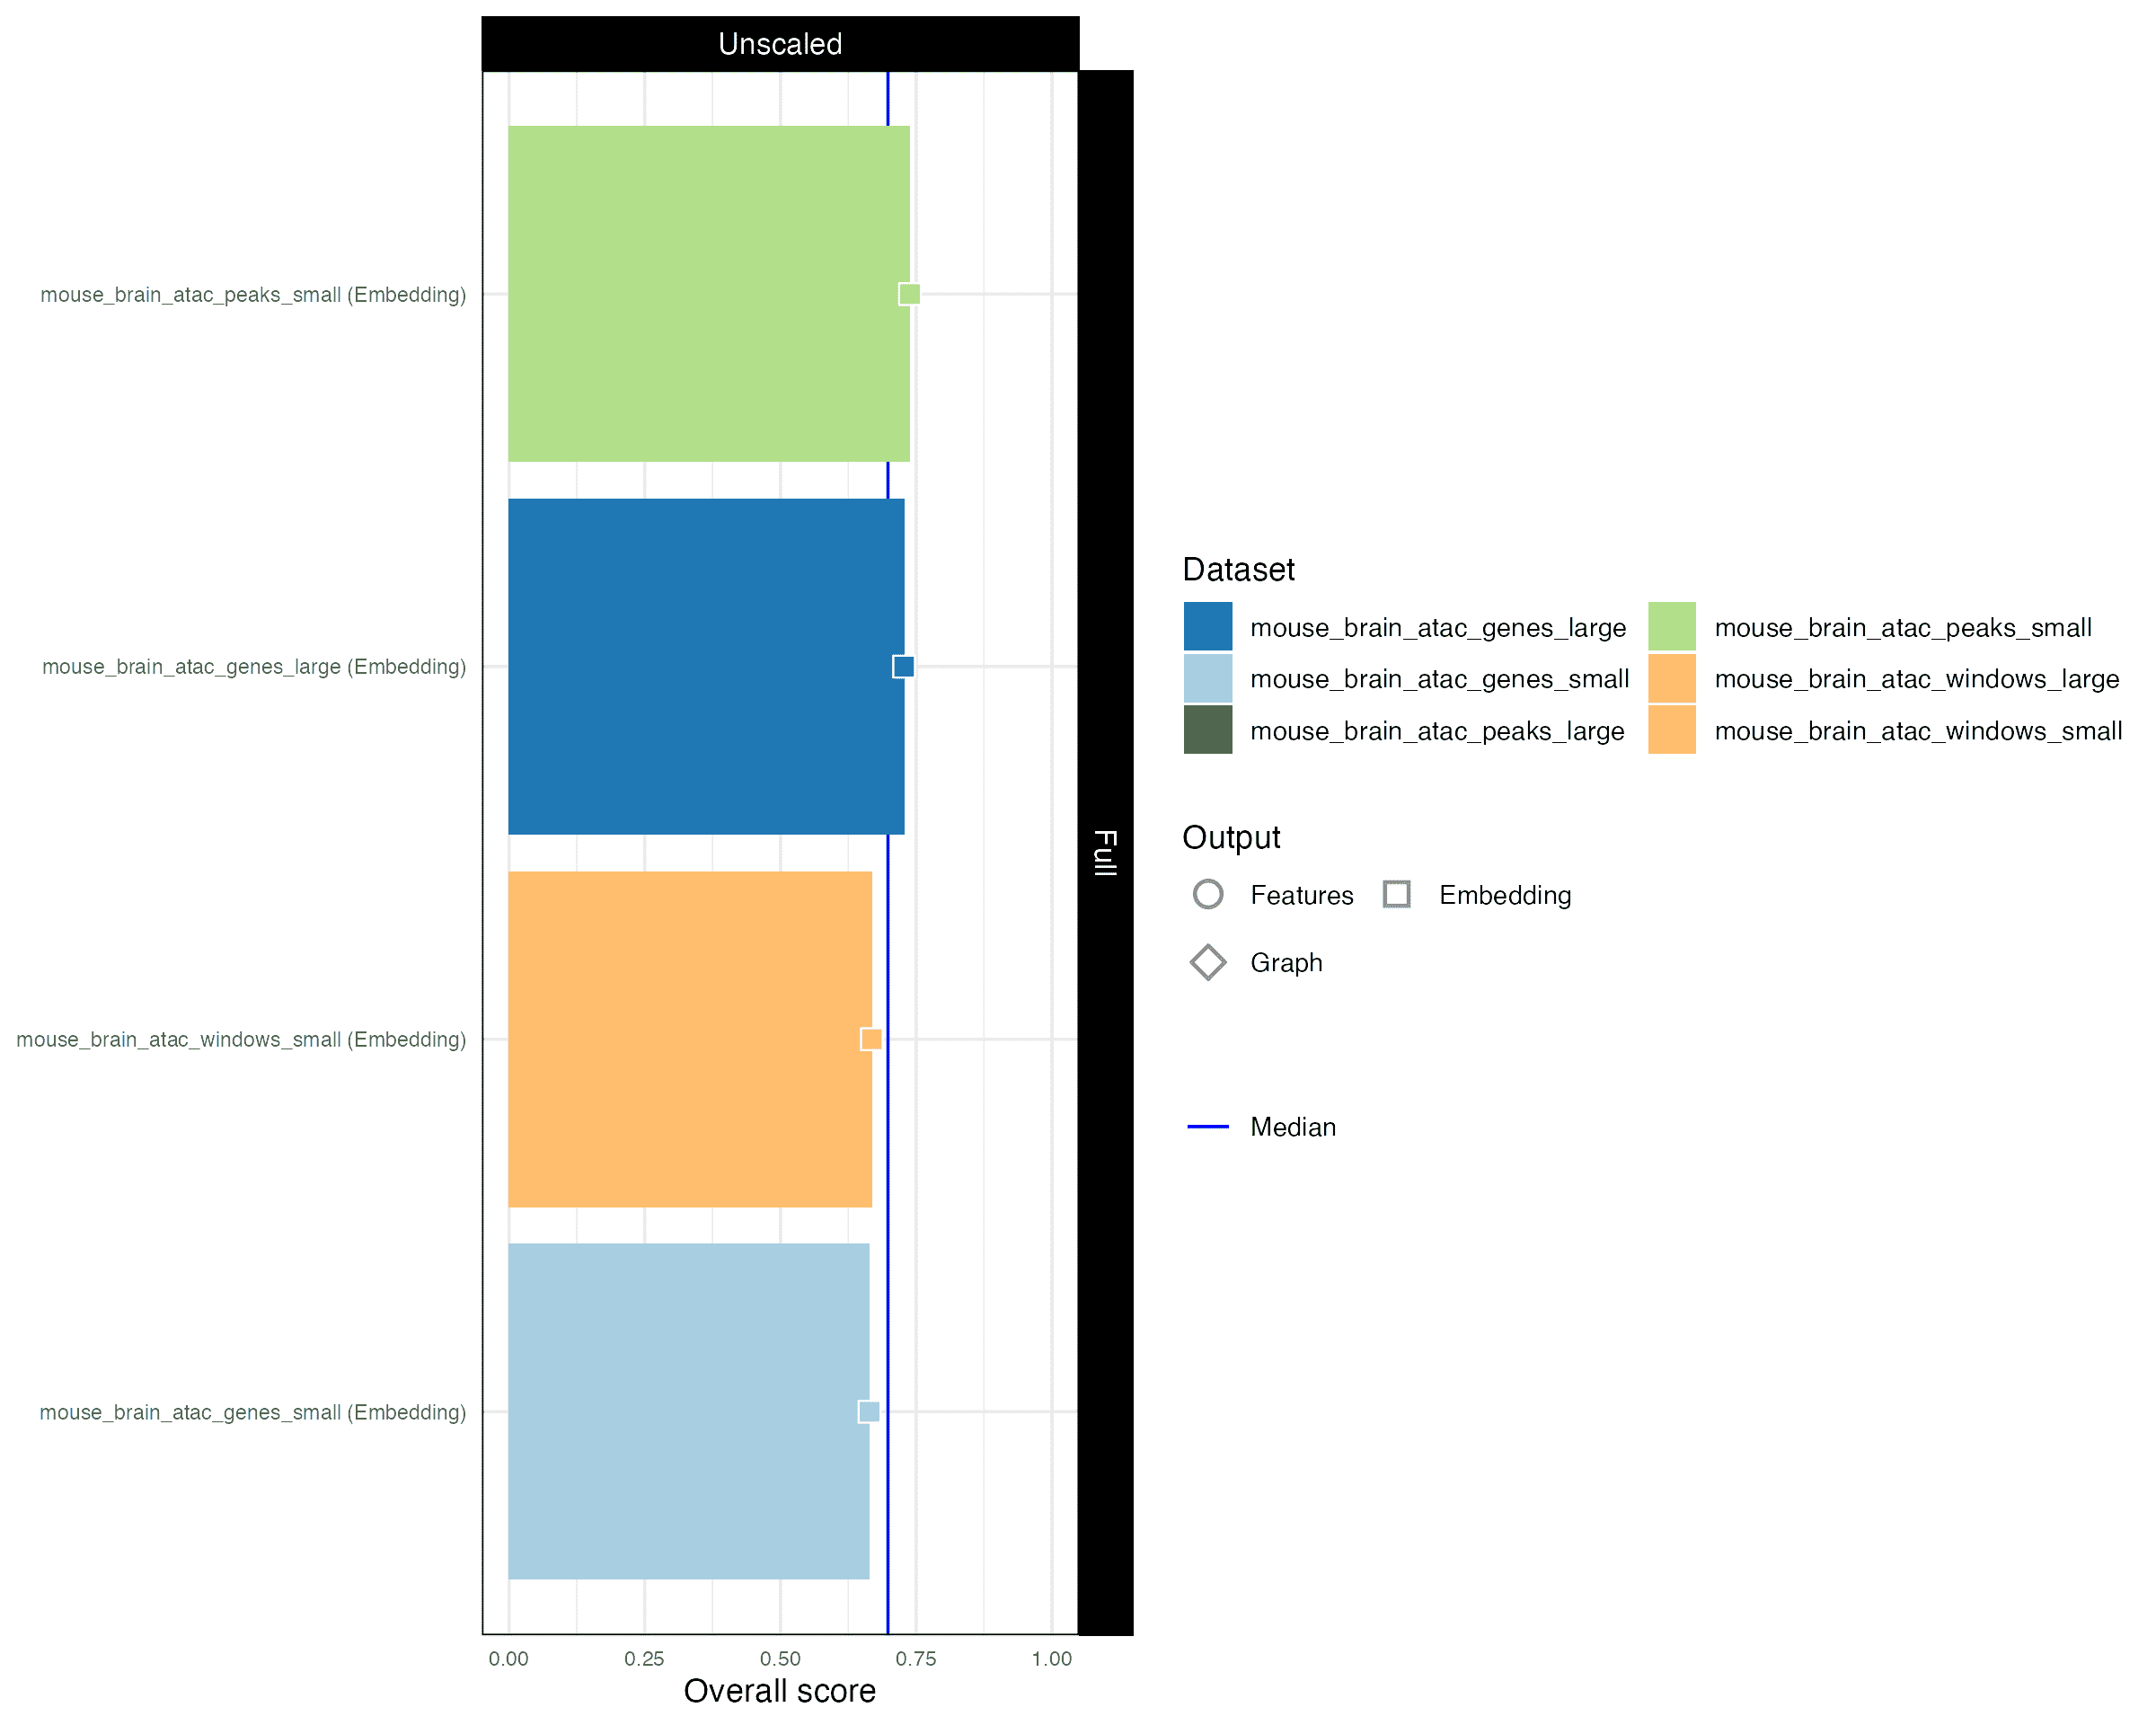 Unscaled
Full
mouse_brain_atac_peaks_small (Embedding)
mouse_brain_atac_genes_large (Embedding)
mouse_brain_atac_windows_small (Embedding)
mouse_brain_atac_genes_small (Embedding)
0.00 0.25 0.50 0.75 1.00
Overall score
Dataset
mouse_brain_atac_genes_large mouse_brain_atac_peaks_small
mouse_brain_atac_genes_small mouse_brain_atac_windows_large
mouse_brain_atac_peaks_large mouse_brain_atac_windows_small
Output
Features Embedding
Graph
Median